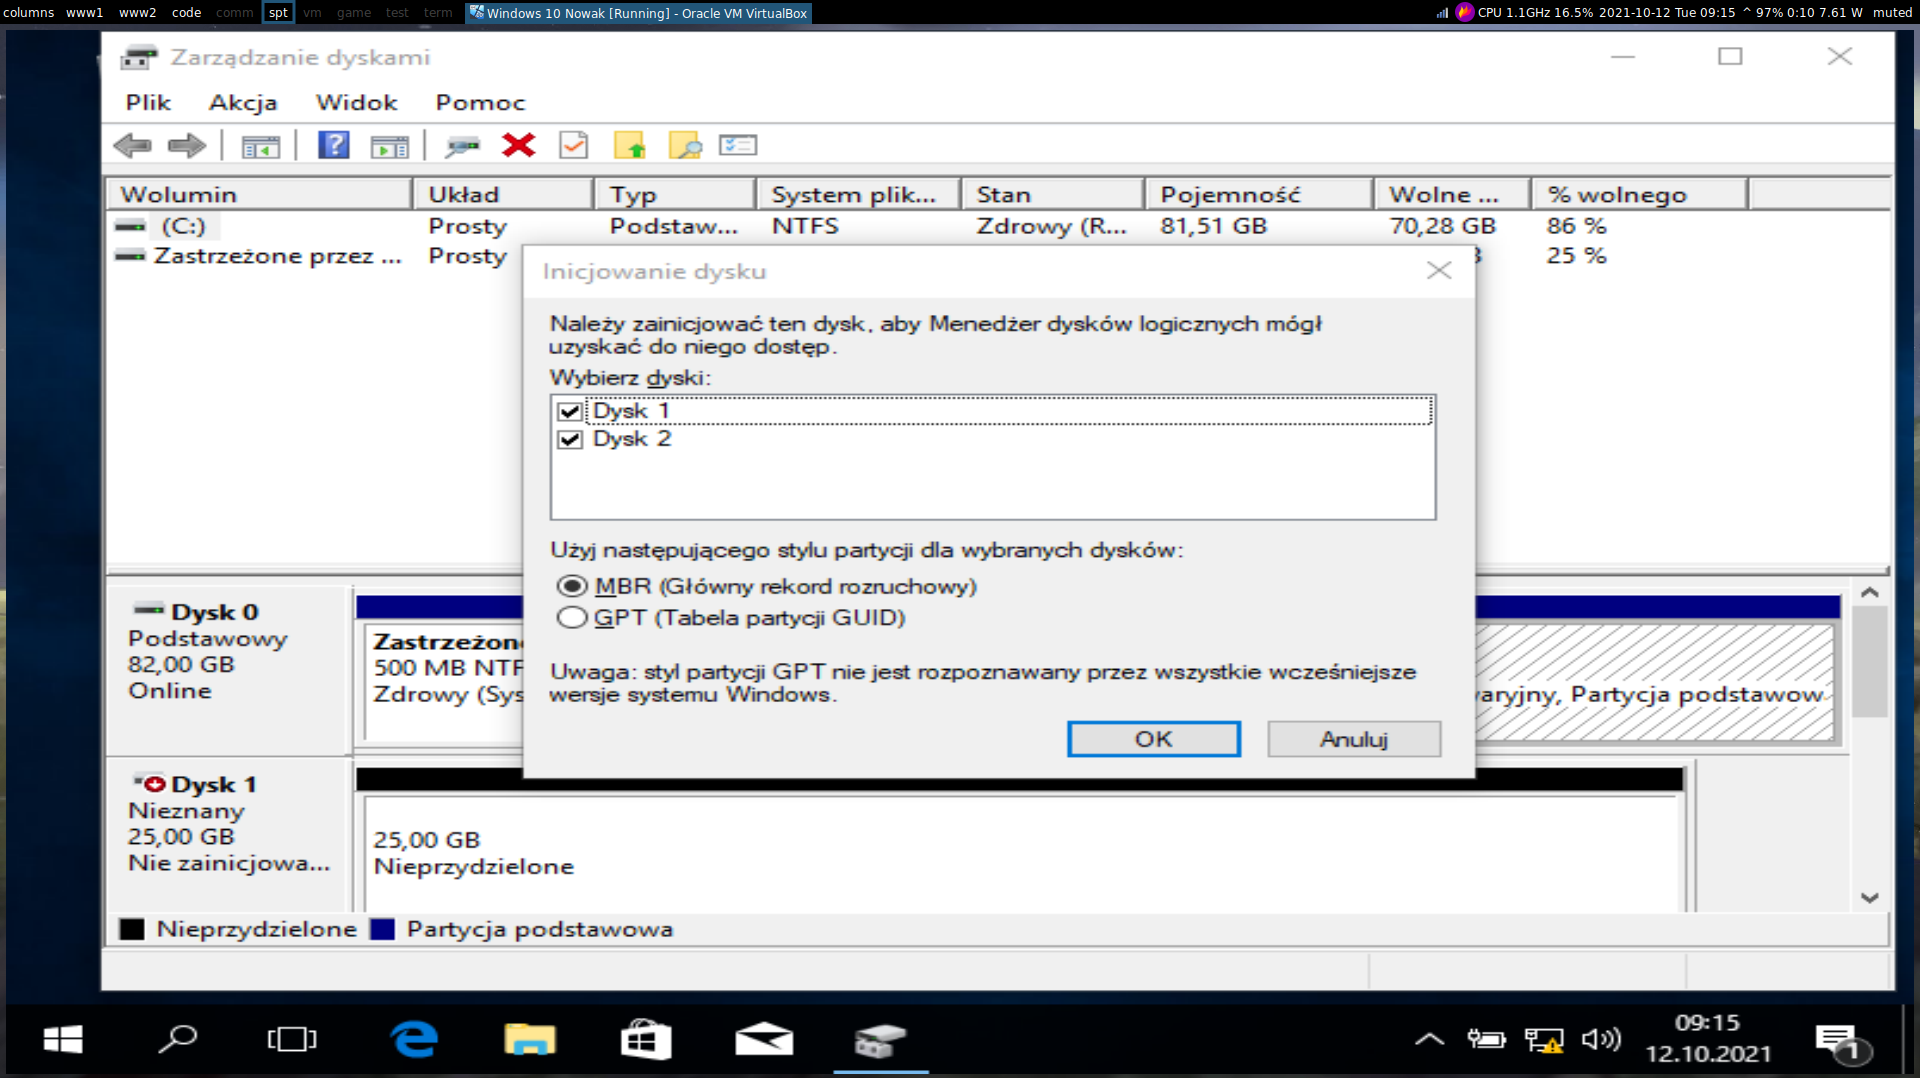 columns www1 www2 code comm spt vm game test term Windows 10 Nowak [Running] - Oracle VM VirtualBox CPU 1.1GHz 16.5% 2021-10-12 Tue 09:15 ^ 97% 0:10 7.61 W muted
Zarządzanie dyskami
Plik Akcja Widok Pomoc
Wolumin Układ Typ System plik... Stan Pojemność Wolne ... % wolnego
(C:) Prosty Podstaw... NTFS Zdrowy (R... 81,51 GB 70,28 GB 86 %
Zastrzeżone przez ... Prosty 25 %
Inicjowanie dysku
Należy zainicjować ten dysk, aby Menedżer dysków logicznych mógł
uzyskać do niego dostęp.
Wybierz dyski:
Dysk 1
Dysk 2
Użyj następującego stylu partycji dla wybranych dysków:
MBR (Główny rekord rozruchowy)
GPT (Tabela partycji GUID)
Uwaga: styl partycji GPT nie jest rozpoznawany przez wszystkie wcześniejsze
wersje systemu Windows.
OK Anuluj
Dysk 0
Podstawowy
82,00 GB
Online
Zastrzeżon
500 MB NTF
Zdrowy (Sys
waryjny, Partycja podstawow
Dysk 1
Nieznany
25,00 GB
Nie zainicjowa...
25,00 GB
Nieprzydzielone
Nieprzydzielone Partycja podstawowa
09:15
12.10.2021
1